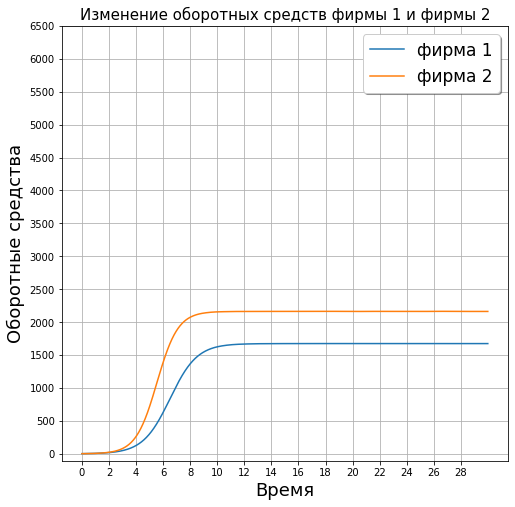 Изменение оборотных средств фирмы 1 и фирмы 2
фирма 1
фирма 2
Оборотные средства
6500
6000
5500
5000
4500
4000
3500
3000
2500
2000
1500
1000
500
0
0 2 4 6 8 10 12 14 16 18 20 22 24 26 28
Время